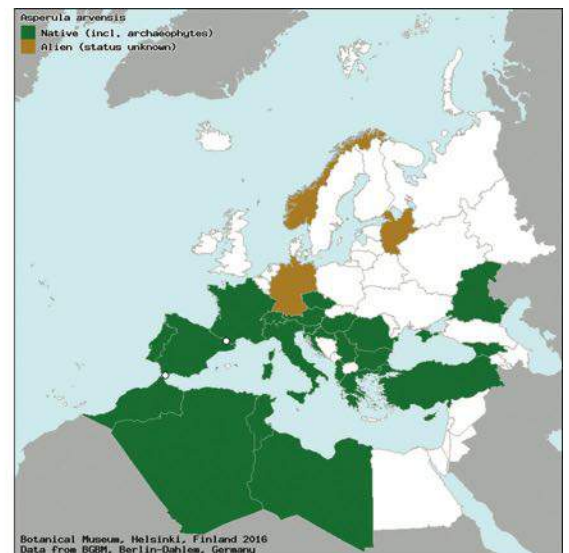 Asperula arvensis
Native (incl. archaeophytes)
Alien (status unknown)
Botanical Museum, Helsinki, Finland 2016
Data from BGBM, Berlin-Dahlem, Germany